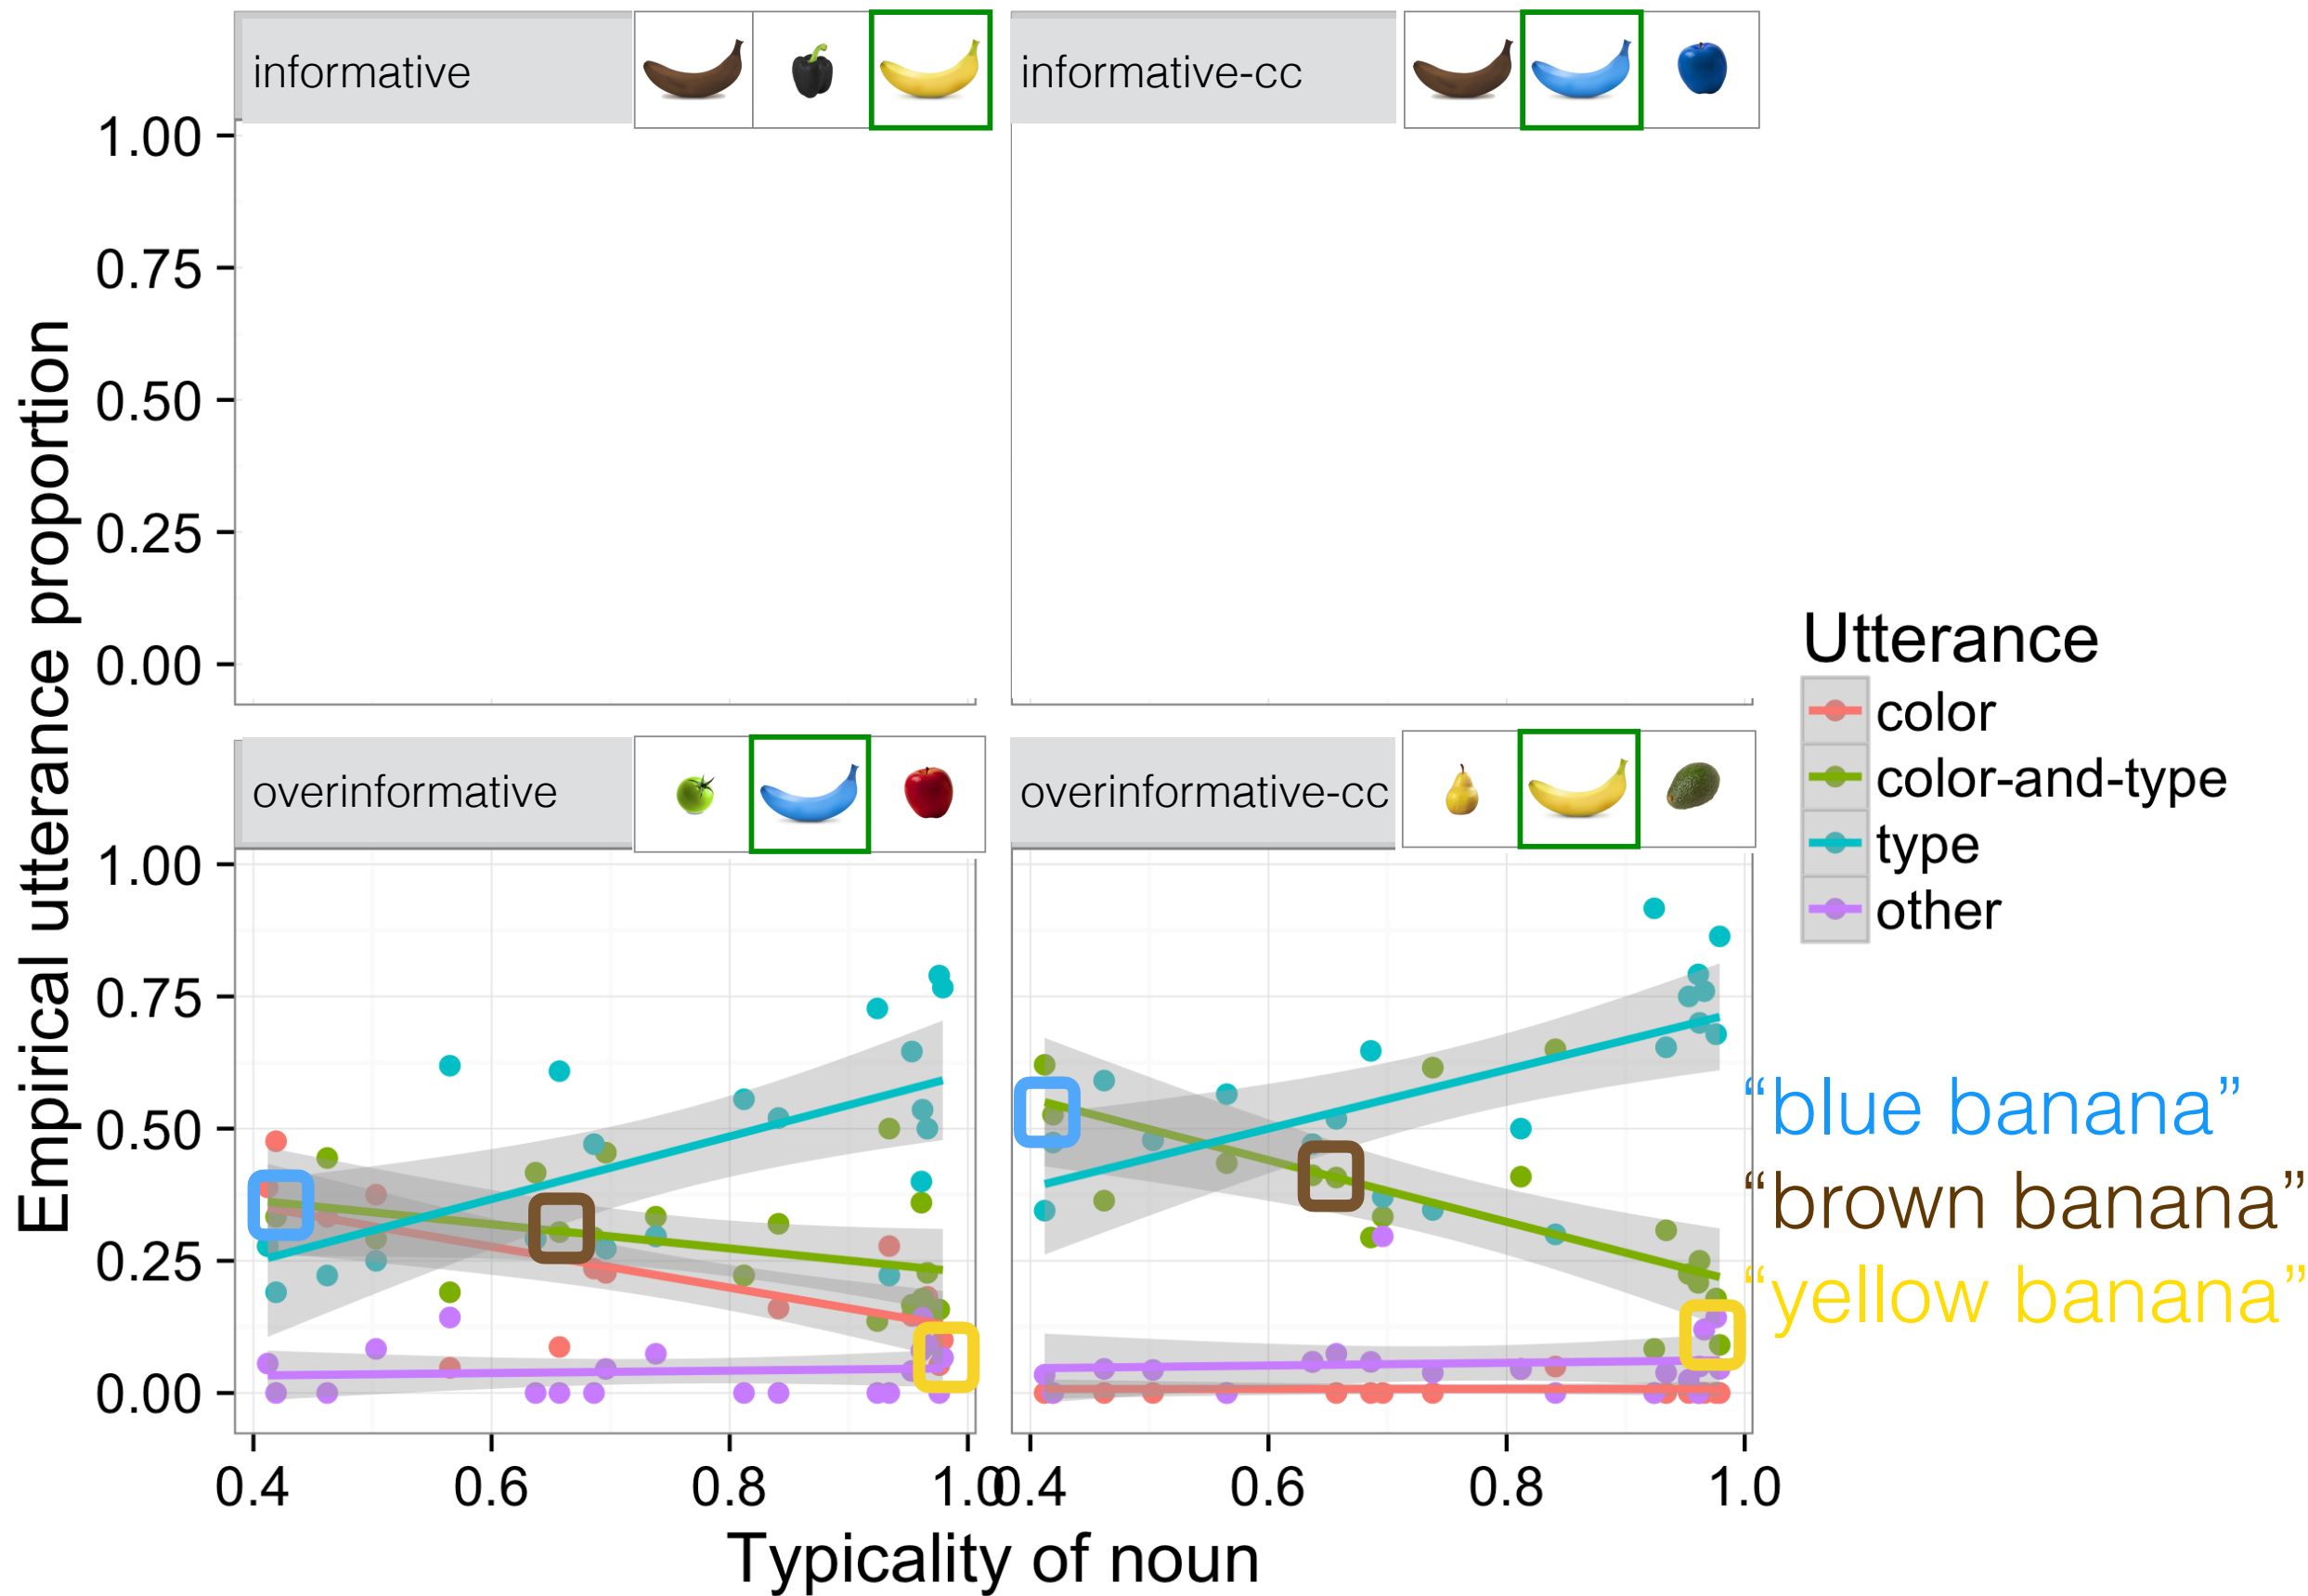 informative
informative-cc
1.00
0.75
0.50
0.25
0.00
Empirical utterance proportion
overinformative
overinformative-cc
1.00
0.75
0.50
0.25
0.00
0.4 0.6 0.8 1.0
0.4 0.6 0.8 1.0
Typicality of noun
Utterance
color
color-and-type
type
other
“blue banana”
“brown banana”
“yellow banana”